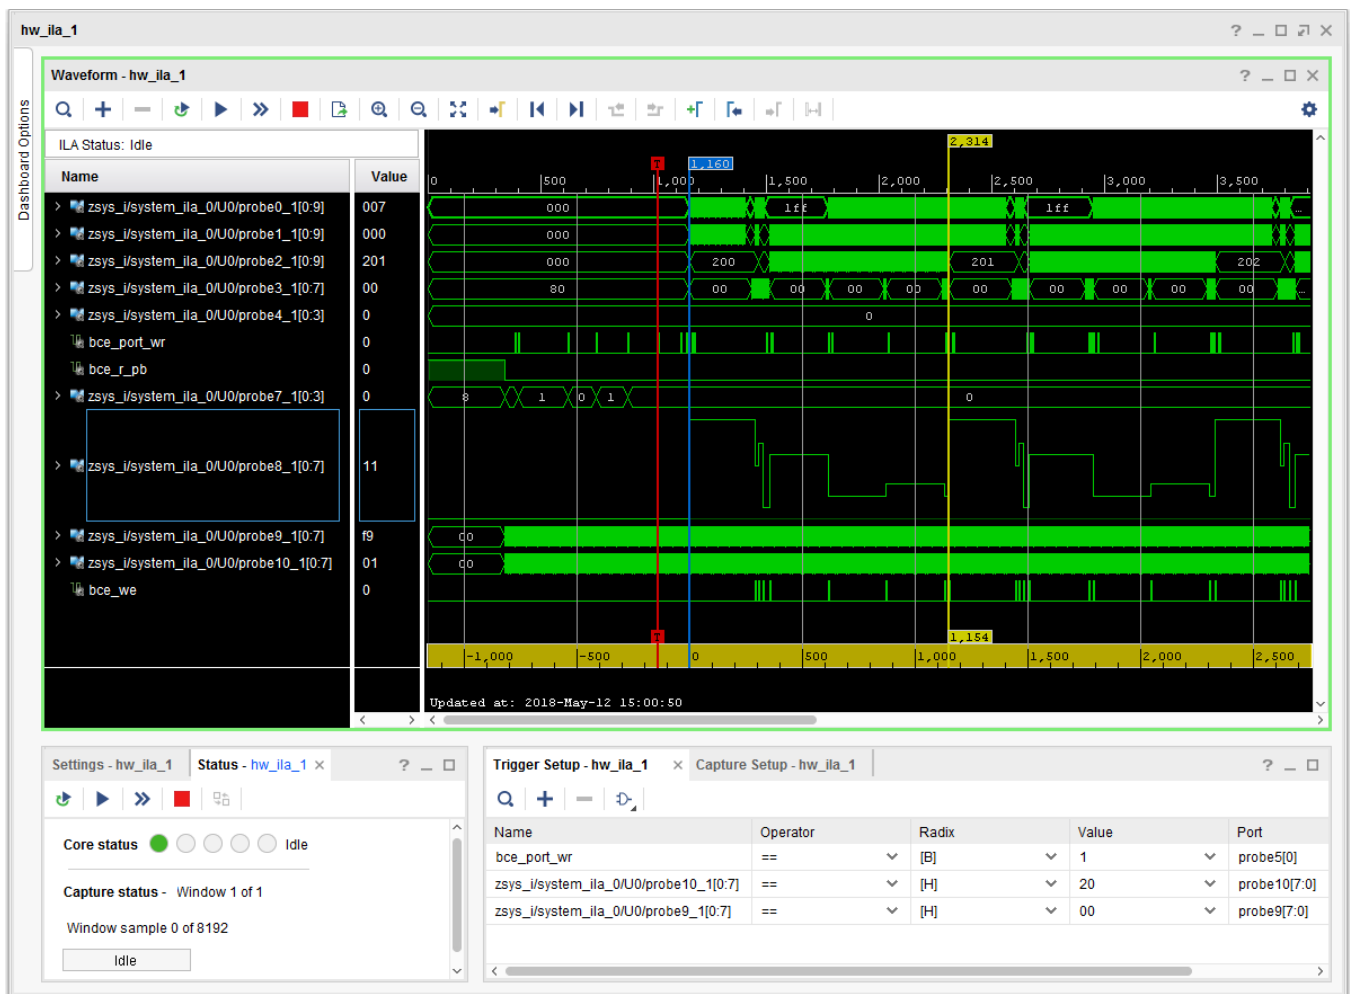 hw_ila_1
Dashboard Options
Waveform - hw_ila_1
ILA Status: Idle
Name Value
2,314
1,160
0 500 1,000 1,500 2,000 2,500 3,000 3,500
zsys_i/system_ila_0/U0/probe0_1[0:9] 007 000 1ff 1ff ...
zsys_i/system_ila_0/U0/probe1_1[0:9] 000 000
zsys_i/system_ila_0/U0/probe2_1[0:9] 201 000 200 201 202
zsys_i/system_ila_0/U0/probe3_1[0:7] 00 80 00 00 00 00 00 00 00 00 00 ...
zsys_i/system_ila_0/U0/probe4_1[0:3] 0 0
bce_port_wr 0
bce_r_pb 0
zsys_i/system_ila_0/U0/probe7_1[0:3] 0 8 1 0 1 0
zsys_i/system_ila_0/U0/probe8_1[0:7] 11
zsys_i/system_ila_0/U0/probe9_1[0:7] f9 00
zsys_i/system_ila_0/U0/probe10_1[0:7] 01 00
bce_we 0
1,154
-1,000 -500 0 500 1,000 1,500 2,000 2,500
Updated at: 2018-May-12 15:00:50
Settings - hw_ila_1 Status - hw_ila_1
Core status Idle
Capture status - Window 1 of 1
Window sample 0 of 8192
Idle
Trigger Setup - hw_ila_1 Capture Setup - hw_ila_1
Name Operator Radix Value Port
bce_port_wr == [B] 1 probe5[0]
zsys_i/system_ila_0/U0/probe10_1[0:7] == [H] 20 probe10[7:0]
zsys_i/system_ila_0/U0/probe9_1[0:7] == [H] 00 probe9[7:0]